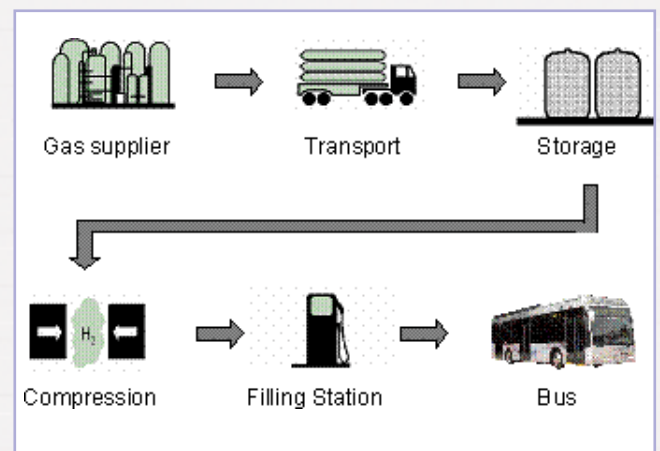 Gas supplier
Transport
Storage
H₂
Compression
Filling Station
Bus